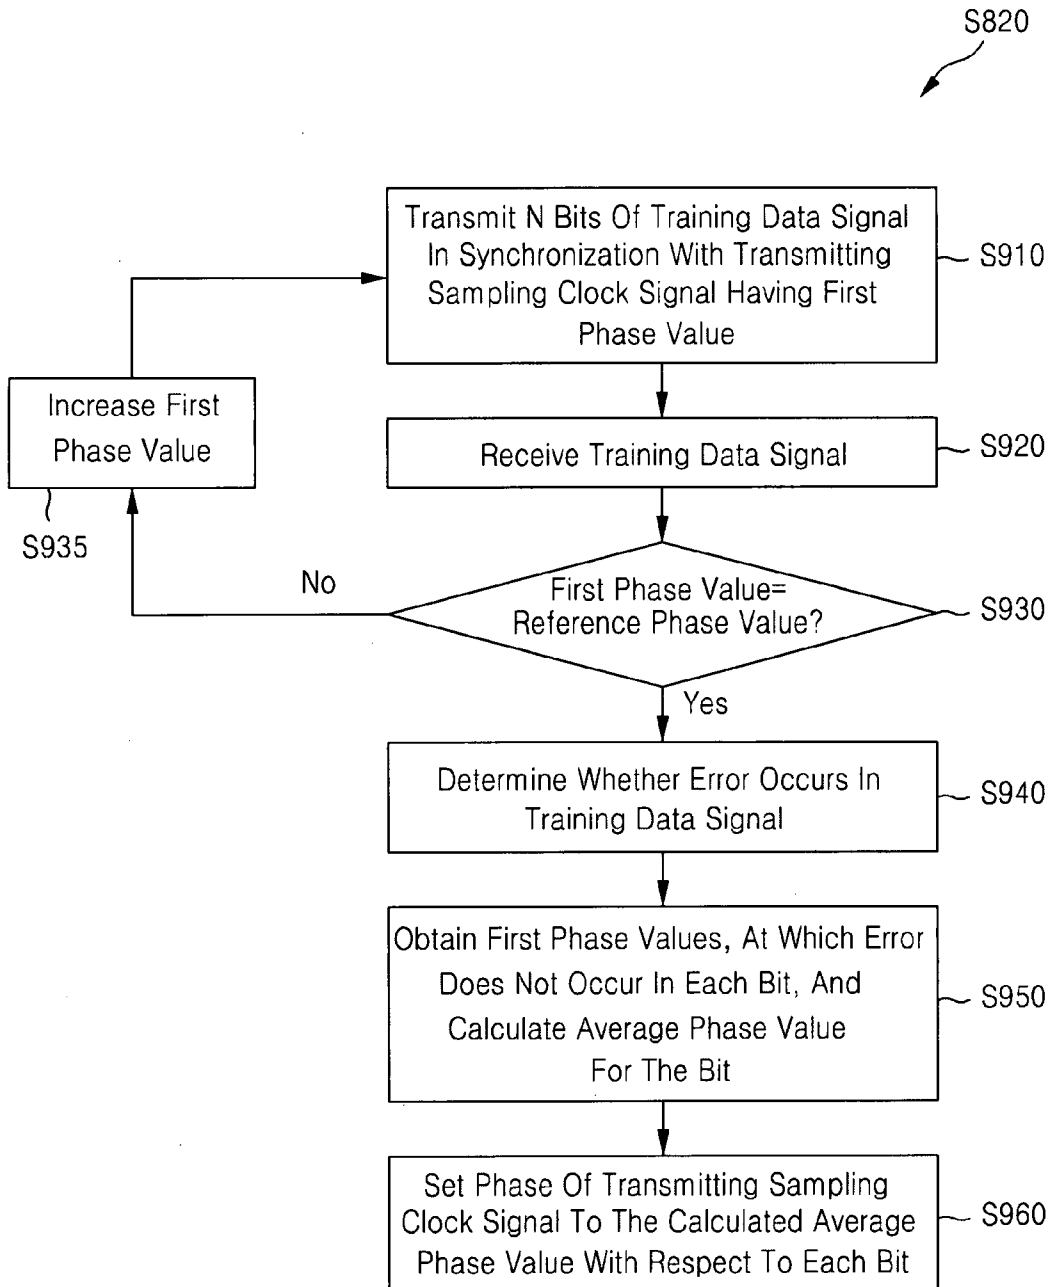 S820
Transmit N Bits Of Training Data Signal
In Synchronization With Transmitting
Sampling Clock Signal Having First
Phase Value
S910
Increase First
Phase Value
S935
Receive Training Data Signal
S920
First Phase Value=
Reference Phase Value?
S930
No
Yes
Determine Whether Error Occurs In
Training Data Signal
S940
Obtain First Phase Values, At Which Error
Does Not Occur In Each Bit, And
Calculate Average Phase Value
For The Bit
S950
Set Phase Of Transmitting Sampling
Clock Signal To The Calculated Average
Phase Value With Respect To Each Bit
S960